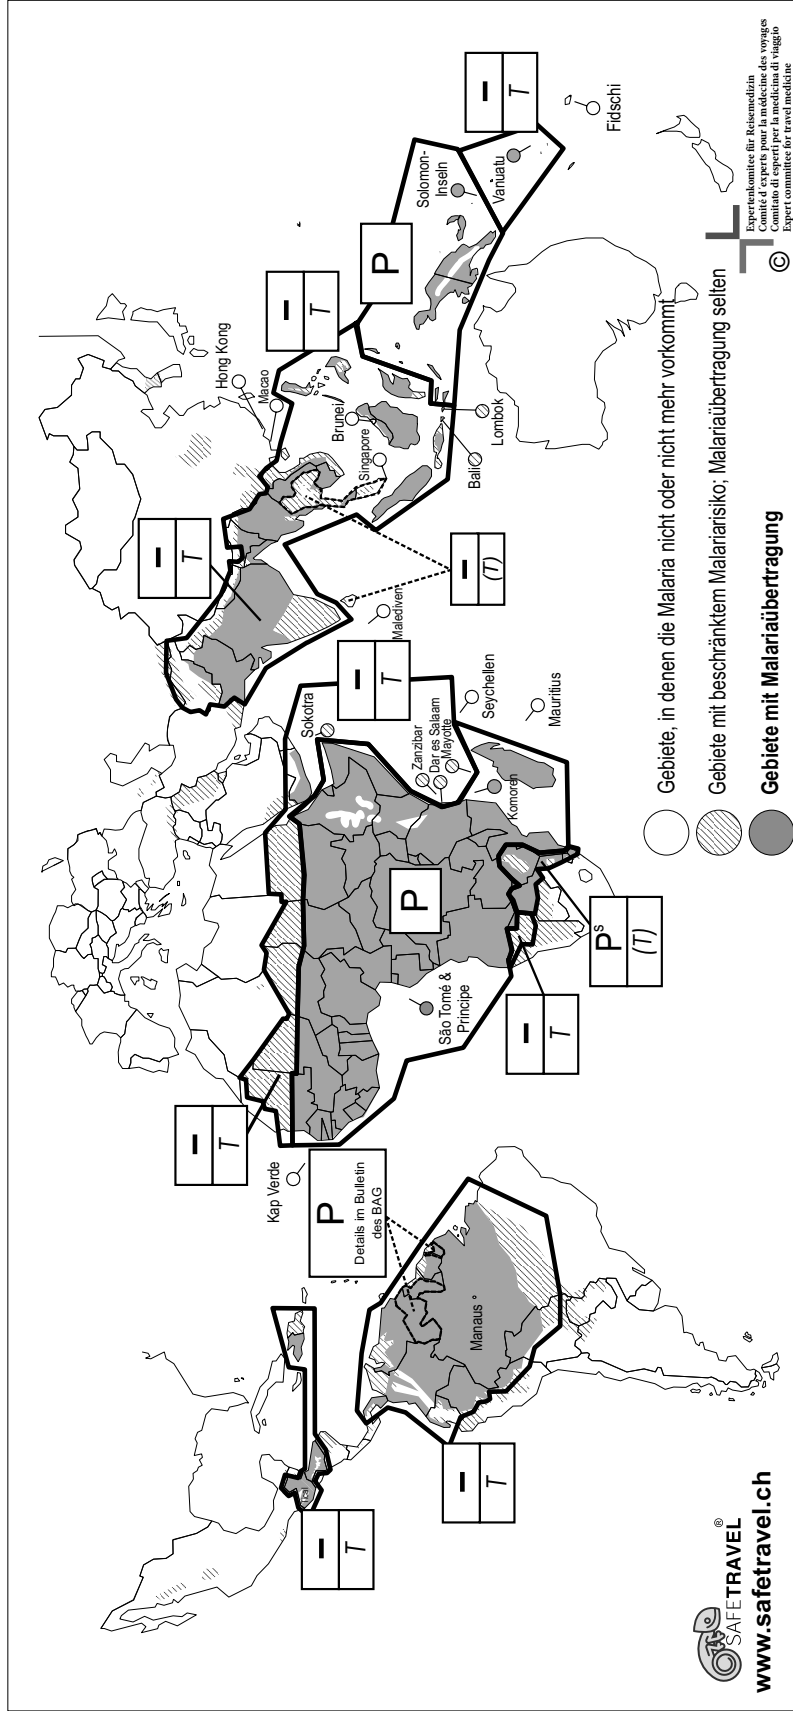 Hong Kong
Macao
–
T
–
T
P
Solomon-
Inseln
–
T
Vanuatu
Fidschi
Brunei
Singapore
Bali
Lombok
–
(T)
Malediven
–
T
Sokotra
Zanzibar
Dar es Salaam
Mayotte
Seychellen
Mauritius
Komoren
P
São Tomé &
Principe
–
T
Pˢ
(T)
–
T
Kap Verde
P
Details im Bulletin
des BAG
Manaus °
–
T
–
T
Gebiete, in denen die Malaria nicht oder nicht mehr vorkommt
Gebiete mit beschränktem Malariarisiko; Malariaübertragung selten
Gebiete mit Malariaübertragung
SAFETRAVEL ®
www.safetravel.ch
©
Expertenkomitee für Reisemedizin
Comité d´experts pour la médecine des voyages
Comitato di esperti per la medicina di viaggio
Expert committee for travel medicine